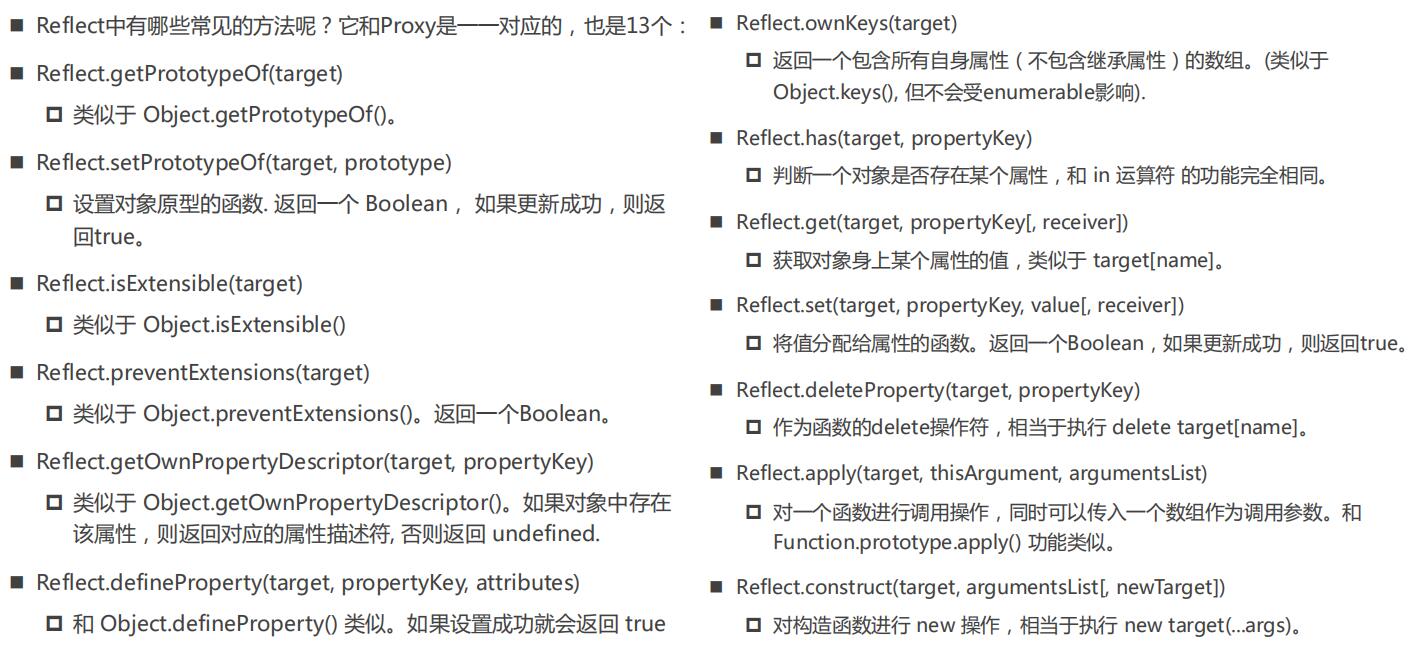 Reflect中有哪些常见的方法呢？它和Proxy是一一对应的，也是13个：
Reflect.getPrototypeOf(target)
类似于 Object.getPrototypeOf()。
Reflect.setPrototypeOf(target, prototype)
设置对象原型的函数. 返回一个 Boolean， 如果更新成功，则返
回true。
Reflect.isExtensible(target)
类似于 Object.isExtensible()
Reflect.preventExtensions(target)
类似于 Object.preventExtensions()。返回一个Boolean。
Reflect.getOwnPropertyDescriptor(target, propertyKey)
类似于 Object.getOwnPropertyDescriptor()。如果对象中存在
该属性，则返回对应的属性描述符, 否则返回 undefined.
Reflect.defineProperty(target, propertyKey, attributes)
和 Object.defineProperty() 类似。如果设置成功就会返回 true
Reflect.ownKeys(target)
返回一个包含所有自身属性（不包含继承属性）的数组。(类似于
Object.keys(), 但不会受enumerable影响).
Reflect.has(target, propertyKey)
判断一个对象是否存在某个属性，和 in 运算符 的功能完全相同。
Reflect.get(target, propertyKey[, receiver])
获取对象身上某个属性的值，类似于 target[name]。
Reflect.set(target, propertyKey, value[, receiver])
将值分配给属性的函数。返回一个Boolean，如果更新成功，则返回true。
Reflect.deleteProperty(target, propertyKey)
作为函数的delete操作符，相当于执行 delete target[name]。
Reflect.apply(target, thisArgument, argumentsList)
对一个函数进行调用操作，同时可以传入一个数组作为调用参数。和
Function.prototype.apply() 功能类似。
Reflect.construct(target, argumentsList[, newTarget])
对构造函数进行 new 操作，相当于执行 new target(...args)。